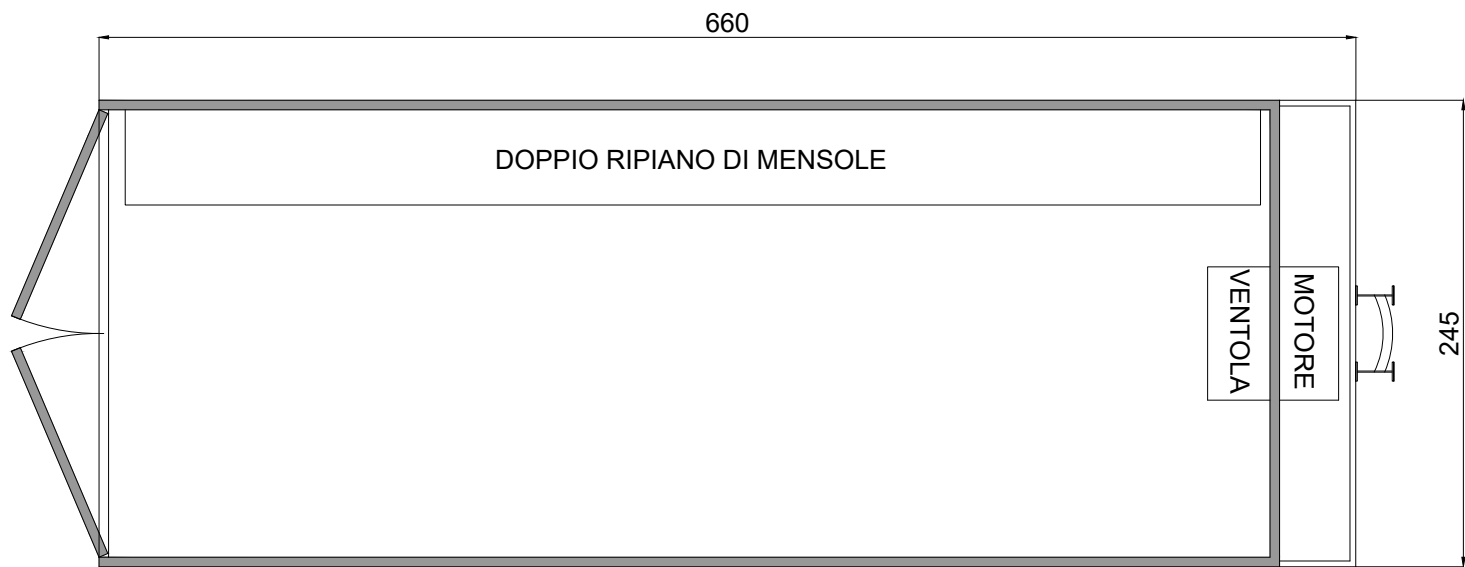 660
DOPPIO RIPIANO DI MENSOLE
VENTOLA
MOTORE
245